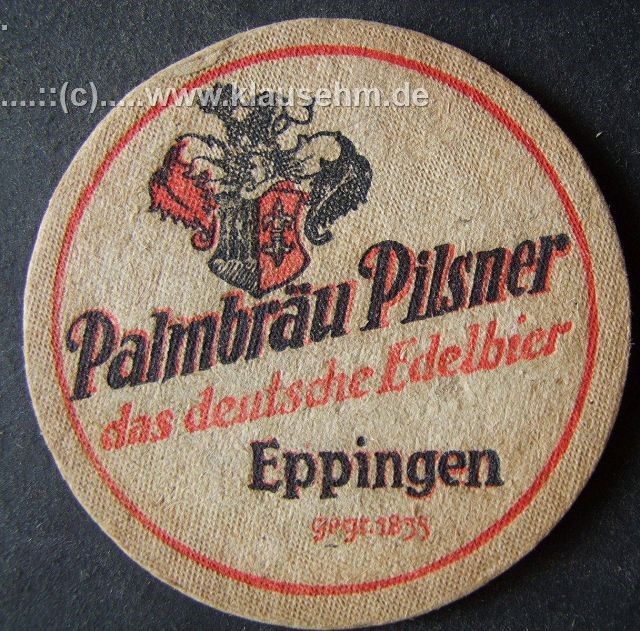 .
.....::(c).....www.klausehm.de
Palmbräu Pilsner
das deutsche Edelbier
Eppingen
gegr. 1835